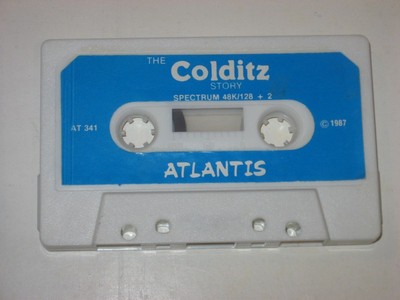 THE
Colditz
STORY
SPECTRUM 48K/128 + 2
AT 341
© 1987
ATLANTIS